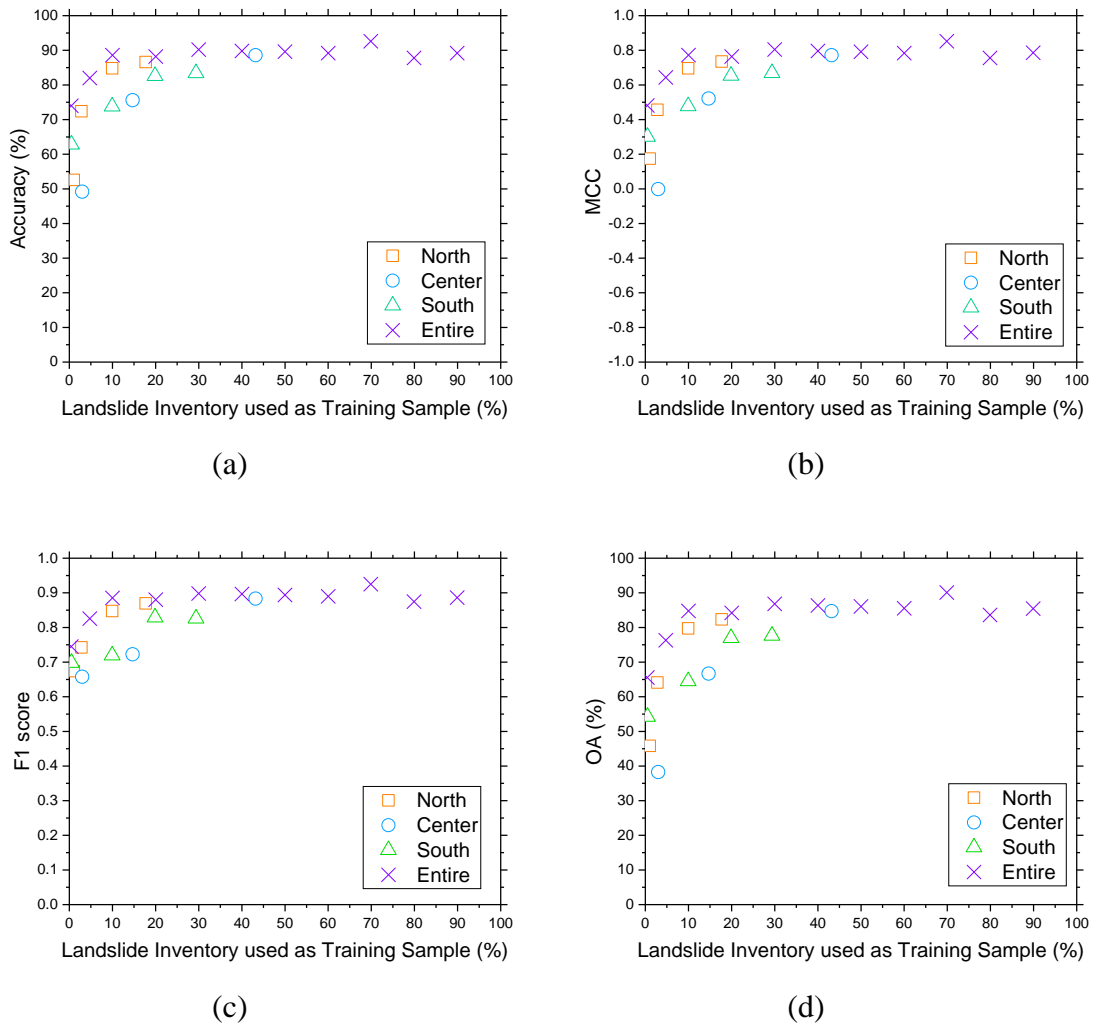 100
90
80
70
60
50
40
30
20
10
0
Accuracy (%)
0 10 20 30 40 50 60 70 80 90 100
Landslide Inventory used as Training Sample (%)
North
Center
South
Entire
(a)
1.0
0.8
0.6
0.4
0.2
0.0
-0.2
-0.4
-0.6
-0.8
-1.0
MCC
0 10 20 30 40 50 60 70 80 90 100
Landslide Inventory used as Training Sample (%)
North
Center
South
Entire
(b)
1.0
0.9
0.8
0.7
0.6
0.5
0.4
0.3
0.2
0.1
0.0
F1 score
0 10 20 30 40 50 60 70 80 90 100
Landslide Inventory used as Training Sample (%)
North
Center
South
Entire
(c)
100
90
80
70
60
50
40
30
20
10
0
OA (%)
0 10 20 30 40 50 60 70 80 90 100
Landslide Inventory used as Training Sample (%)
North
Center
South
Entire
(d)